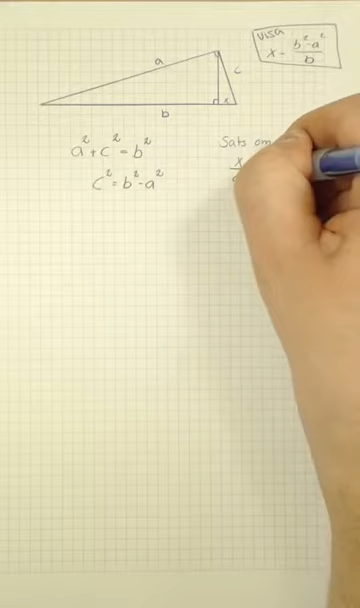 Visa
x = b²-a²
b
a
c
b
x
a² + c² = b²
c² = b² - a²
Sats om
x